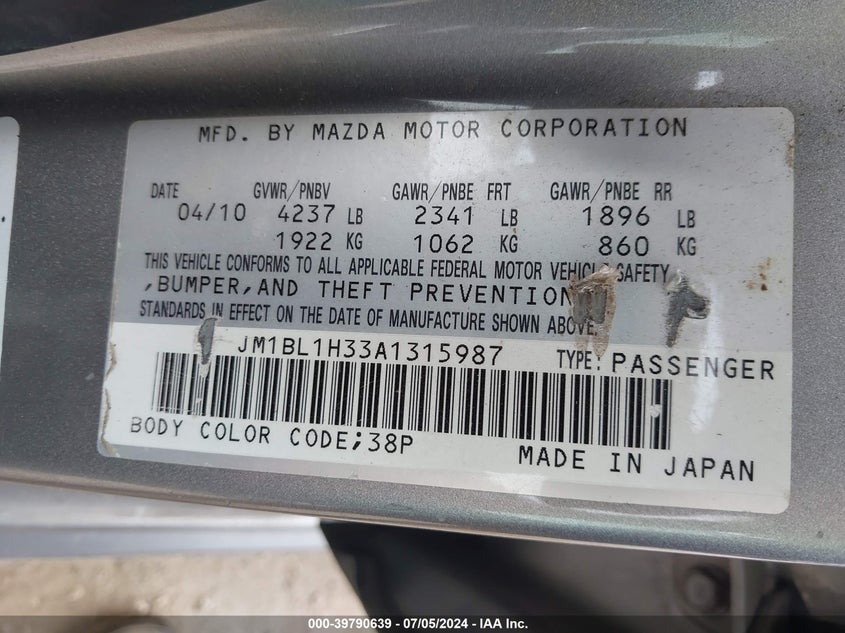 MFD. BY MAZDA MOTOR CORPORATION
DATE GVWR/PNBV GAWR/PNBE FRT GAWR/PNBE RR
04/10 4237 LB 2341 LB 1896 LB
1922 KG 1062 KG 860 KG
THIS VEHICLE CONFORMS TO ALL APPLICABLE FEDERAL MOTOR VEHICLE SAFETY
,BUMPER,AND THEFT PREVENTION
STANDARDS IN EFFECT ON THE DATE OF MANUFACTURE SHOWN ABOVE.
JM1BL1H33A1315987 TYPE: PASSENGER
BODY COLOR CODE;38P
MADE IN JAPAN
000-39790639 - 07/05/2024 - IAA Inc.